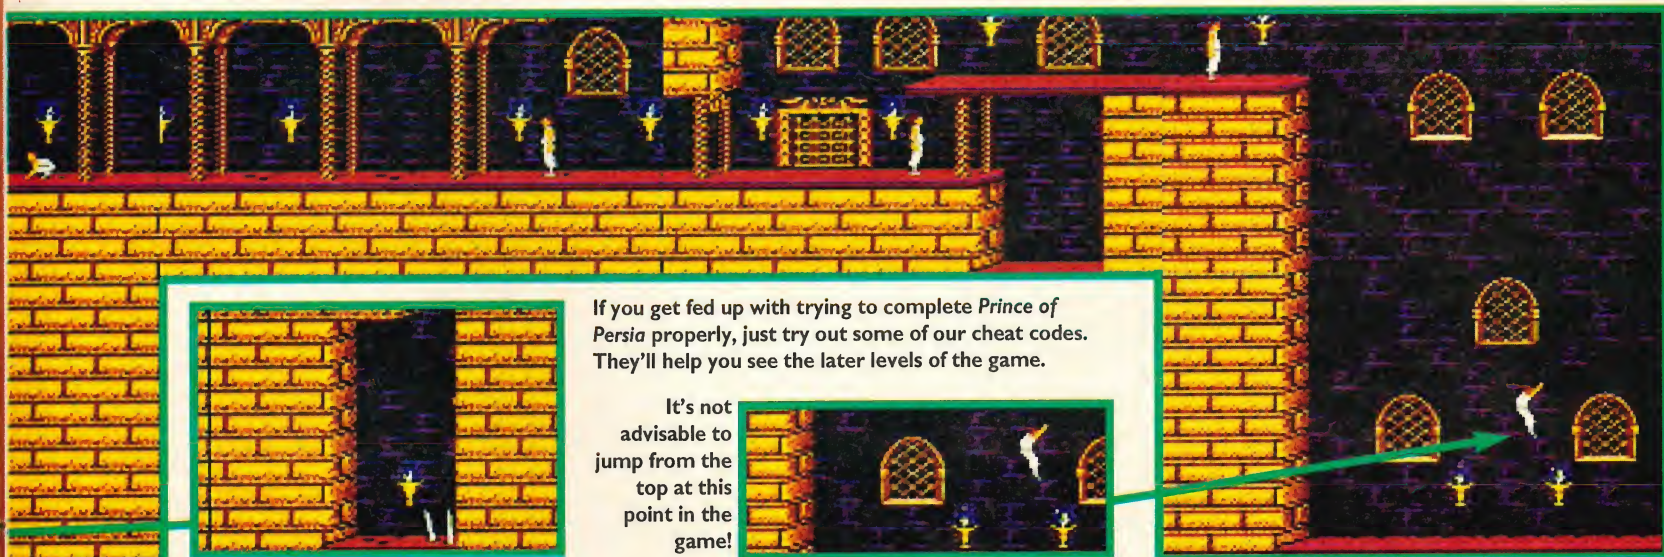 If you get fed up with trying to complete Prince of
Persia properly, just try out some of our cheat codes.
They'll help you see the later levels of the game.
It's not
advisable to
jump from the
top at this
point in the
game!